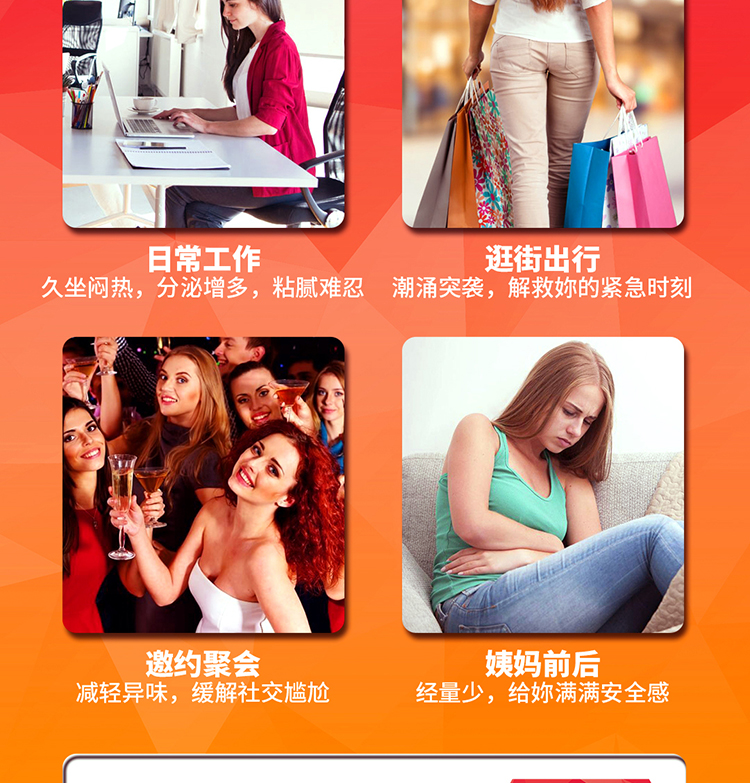 日常工作
久坐闷热，分泌增多，粘腻难忍
逛街出行
潮涌突袭，解救妳的紧急时刻
邀约聚会
减轻异味，缓解社交尴尬
姨妈前后
经量少，给妳满满安全感